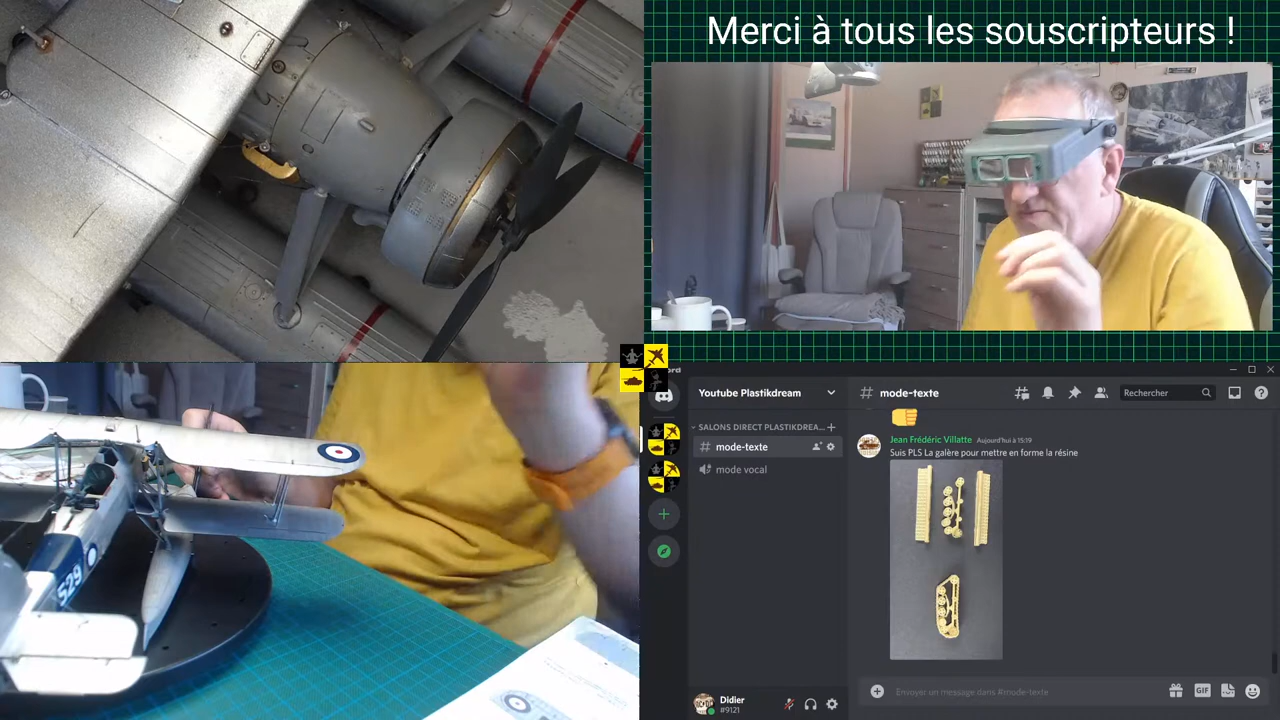 Merci à tous les souscripteurs !
Youtube Plastikdream
mode-texte
Rechercher
SALONS DIRECT PLASTIKDREA...
mode-texte
mode vocal
Jean Frédéric Villatte Aujourd'hui à 15:19
Suis PLS La galère pour mettre en forme la résine
529
Didier
#9121
Envoyer un message dans #mode-texte
GIF